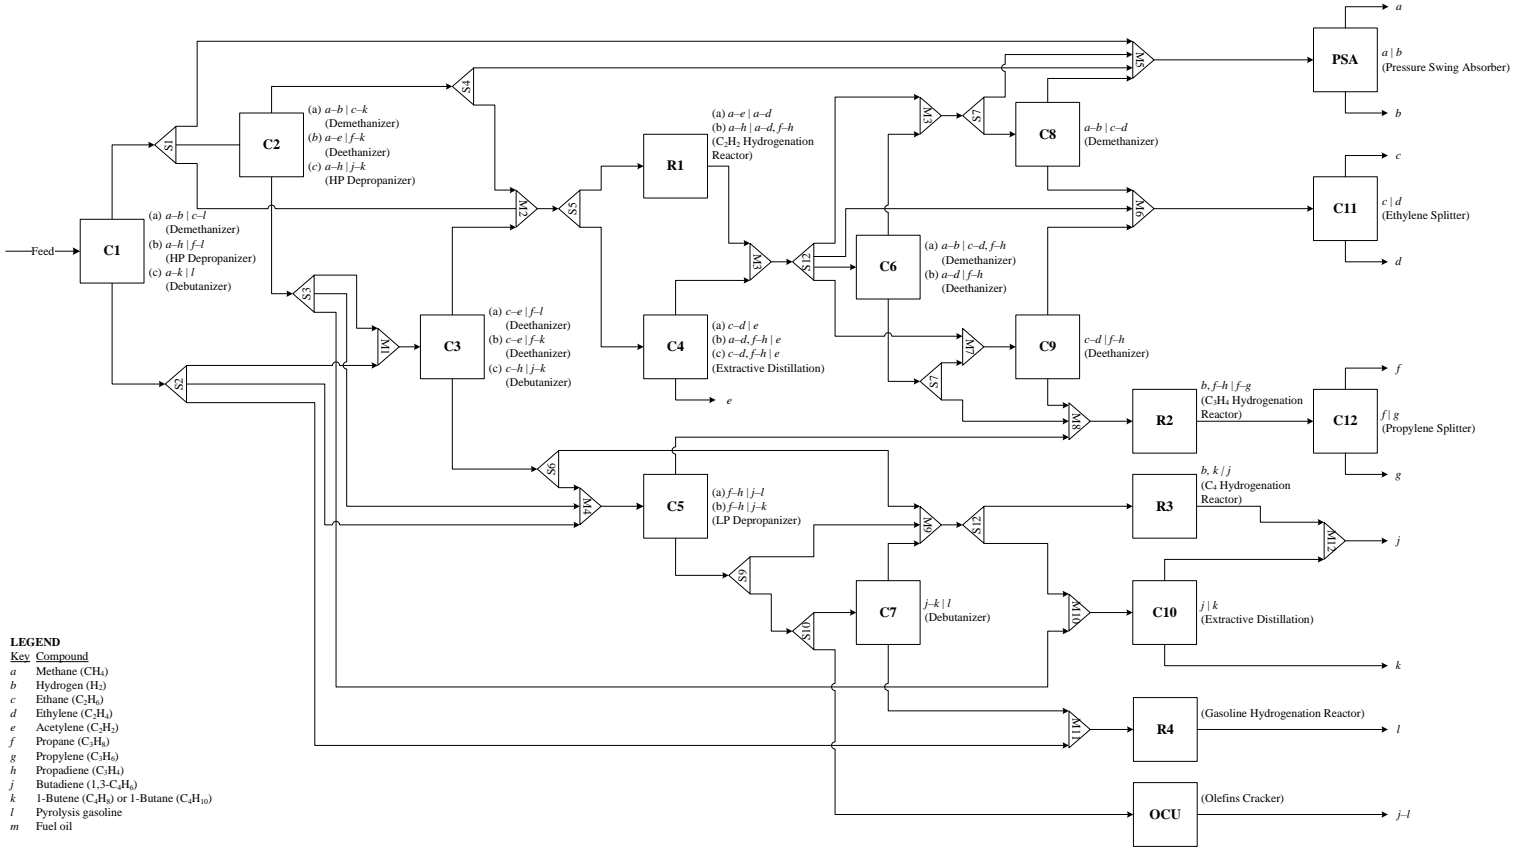 a
PSA
a | b
(Pressure Swing Absorber)
b
M5
S4
S1
C2
(a) a–b | c–k
(Demethanizer)
(b) a–e | f–k
(Deethanizer)
(c) a–h | j–k
(HP Depropanizer)
R1
(a) a–e | a–d
(b) a–h | a–d, f–h
(C2H2 Hydrogenation
Reactor)
M3
S7
C8
a–b | c–d
(Demethanizer)
c
C11
c | d
(Ethylene Splitter)
d
M6
M2
S5
Feed
C1
(a) a–b | c–l
(Demethanizer)
(b) a–h | f–l
(HP Depropanizer)
(c) a–k | l
(Debutanizer)
M3
S12
C6
(a) a–b | c–d, f–h
(Demethanizer)
(b) a–d | f–h
(Deethanizer)
S3
M1
C3
(a) c–e | f–l
(Deethanizer)
(b) c–e | f–k
(Deethanizer)
(c) c–h | j–k
(Debutanizer)
C4
(a) c–d | e
(b) a–d, f–h | e
(c) c–d, f–h | e
(Extractive Distillation)
e
M7
C9
c–d | f–h
(Deethanizer)
S2
S7
M8
R2
b, f–h | f–g
(C3H4 Hydrogenation
Reactor)
f
C12
f | g
(Propylene Splitter)
g
S6
M4
C5
(a) f–h | j–l
(b) f–h | j–k
(LP Depropanizer)
M9
S12
R3
b, k / j
(C4 Hydrogenation
Reactor)
M12
j
S9
S10
C7
j–k | l
(Debutanizer)
M10
C10
j | k
(Extractive Distillation)
k
M11
R4
(Gasoline Hydrogenation Reactor)
l
OCU
(Olefins Cracker)
j–l
LEGEND
Key Compound
a Methane (CH4)
b Hydrogen (H2)
c Ethane (C2H6)
d Ethylene (C2H4)
e Acetylene (C2H2)
f Propane (C3H8)
g Propylene (C3H6)
h Propadiene (C3H4)
j Butadiene (1,3-C4H6)
k 1-Butene (C4H8) or 1-Butane (C4H10)
l Pyrolysis gasoline
m Fuel oil